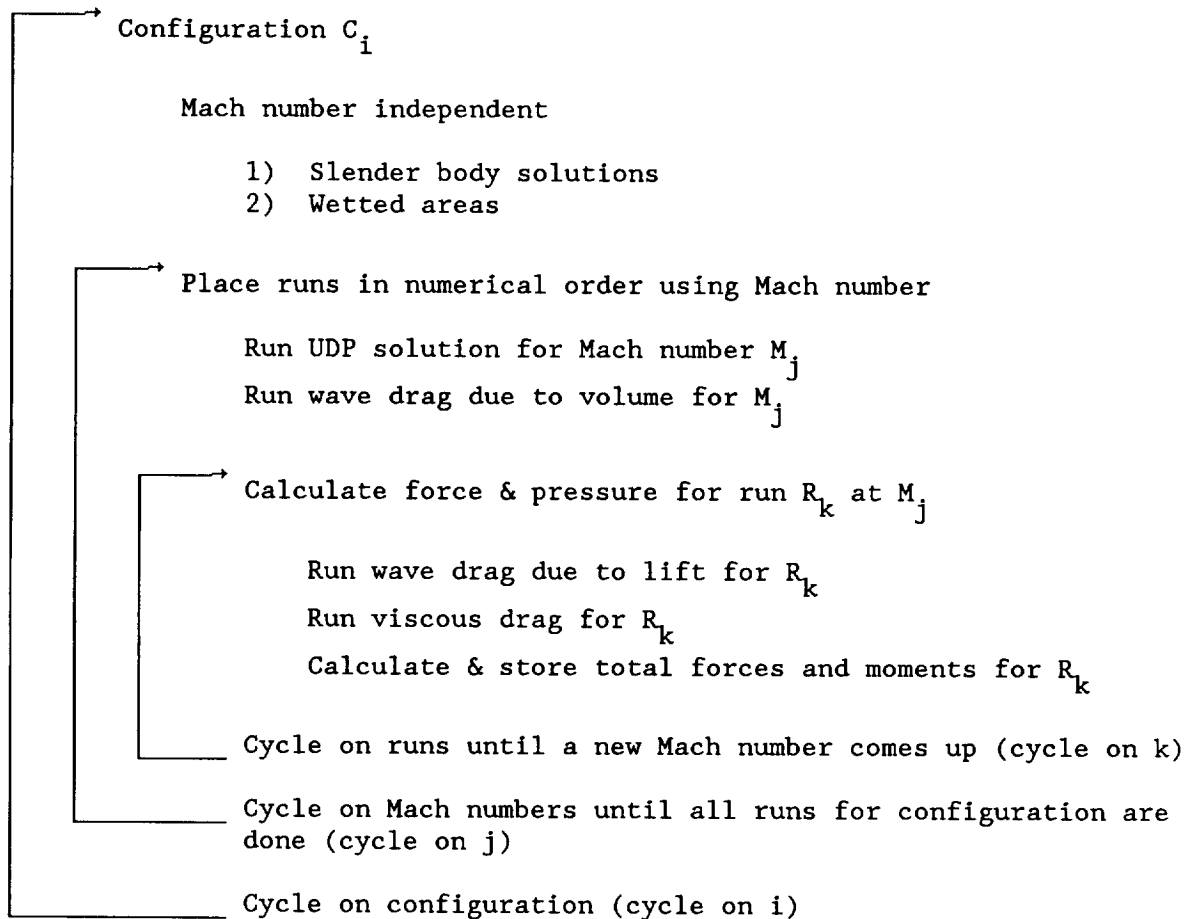 Configuration C_i
Mach number independent
1) Slender body solutions
2) Wetted areas
Place runs in numerical order using Mach number
Run UDP solution for Mach number M_j
Run wave drag due to volume for M_j
Calculate force & pressure for run R_k at M_j
Run wave drag due to lift for R_k
Run viscous drag for R_k
Calculate & store total forces and moments for R_k
Cycle on runs until a new Mach number comes up (cycle on k)
Cycle on Mach numbers until all runs for configuration are
done (cycle on j)
Cycle on configuration (cycle on i)